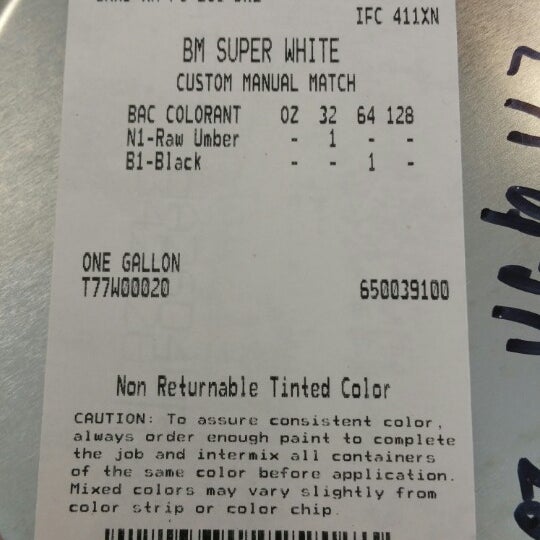 IFC 411XN
BM SUPER WHITE
CUSTOM MANUAL MATCH
BAC COLORANT OZ 32 64 128
N1-Raw Umber - 1 - -
B1-Black - - 1 -
ONE GALLON
T77W00020 650039100
Non Returnable Tinted Color
CAUTION: To assure consistent color,
always order enough paint to complete
the job and intermix all containers
of the same color before application.
Mixed colors may vary slightly from
color strip or color chip.